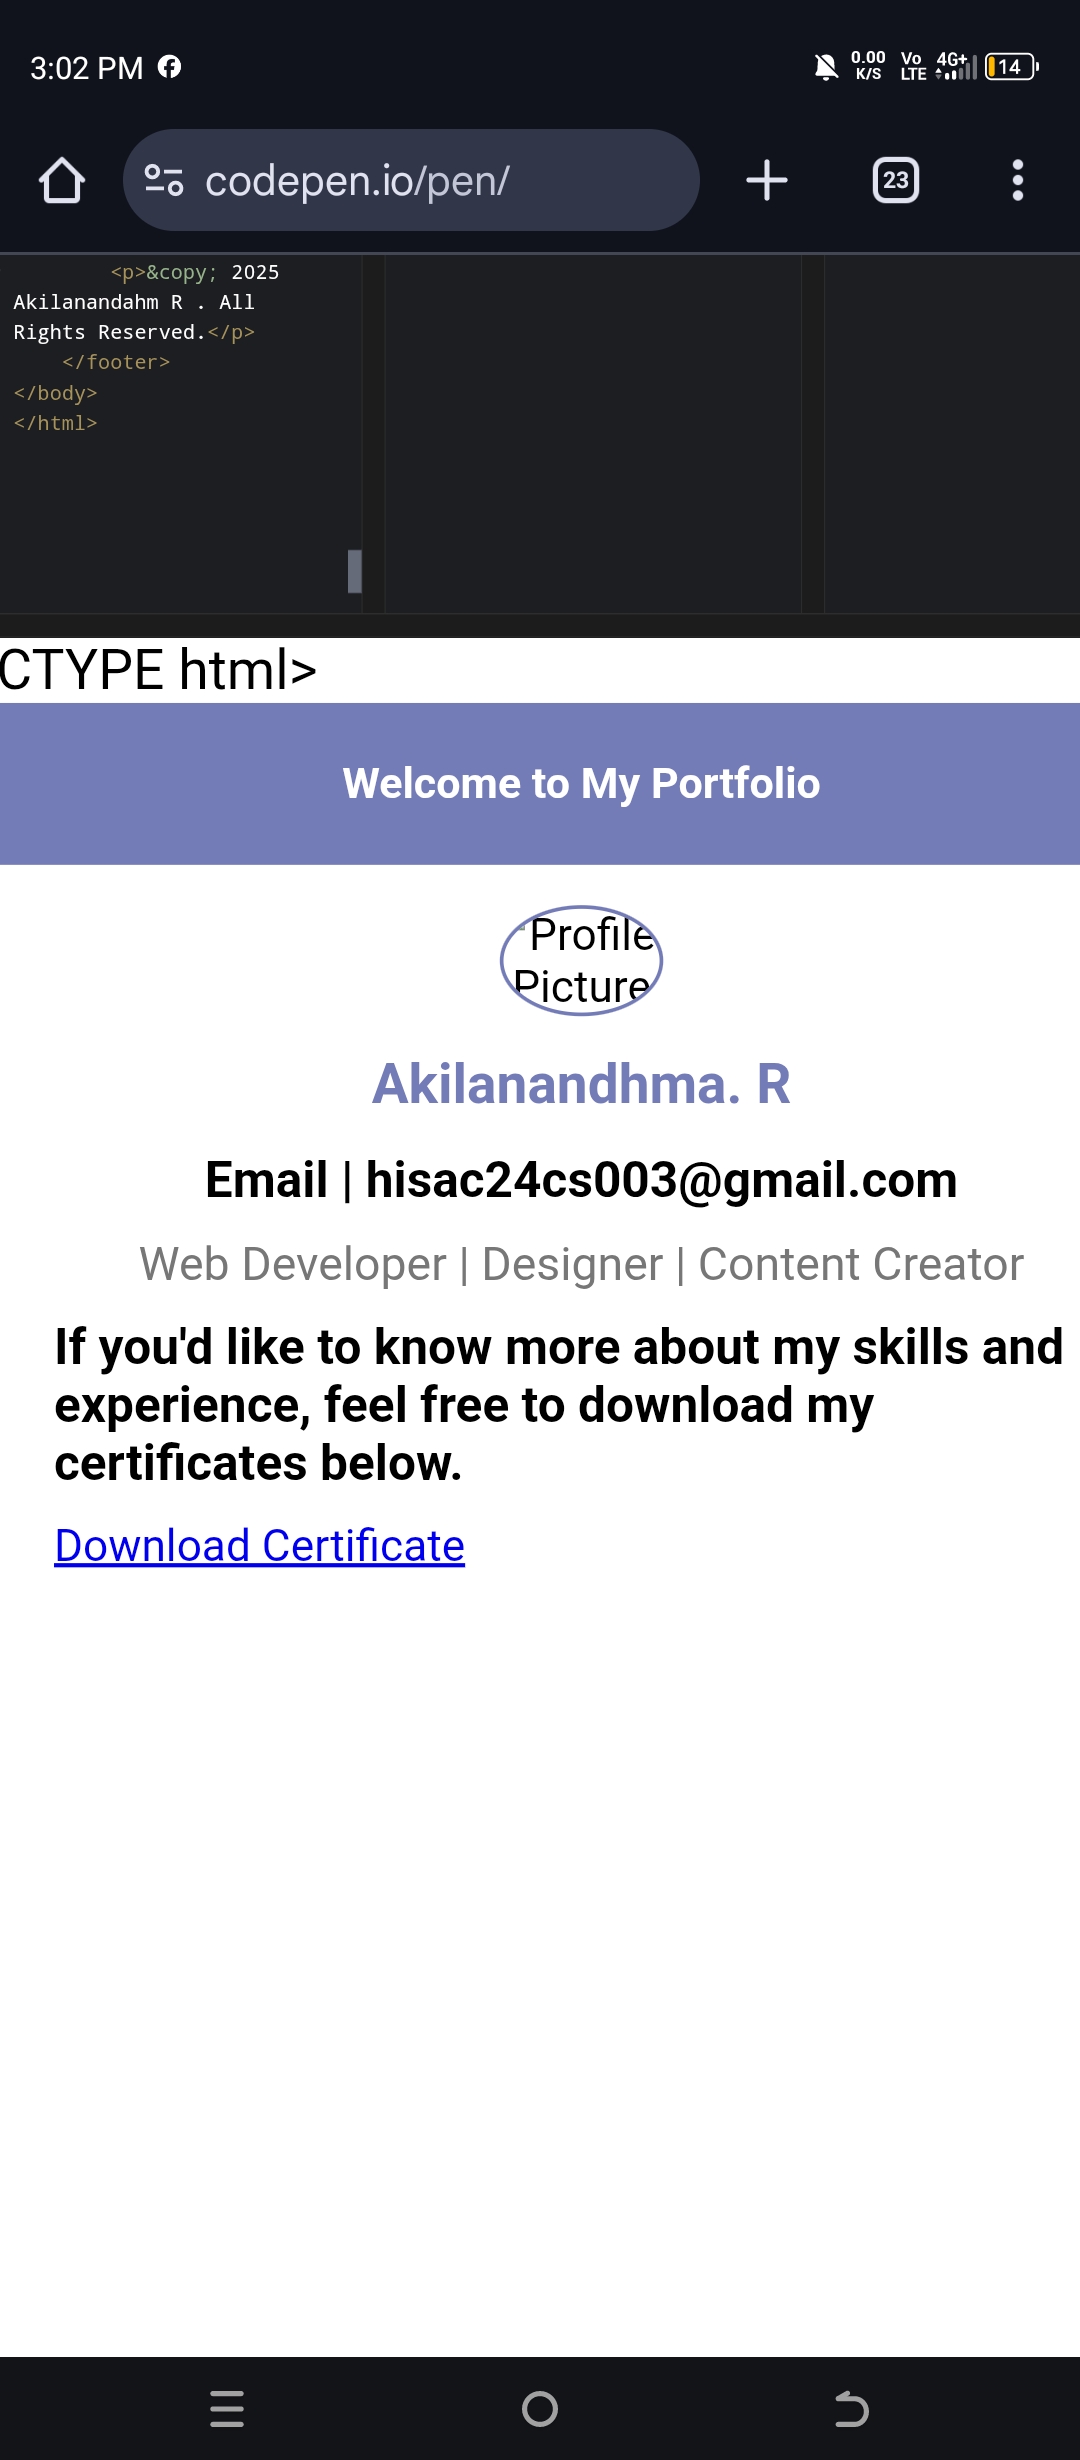 3:02 PM
0.00 K/S Vo LTE 4G+ 14
codepen.io/pen/
23
<p>&copy; 2025
Akilanandahm R . All
Rights Reserved.</p>
</footer>
</body>
</html>
CTYPE html>
Welcome to My Portfolio
Profile
Picture
Akilanandhma. R
Email | hisac24cs003@gmail.com
Web Developer | Designer | Content Creator
If you'd like to know more about my skills and
experience, feel free to download my
certificates below.
Download Certificate